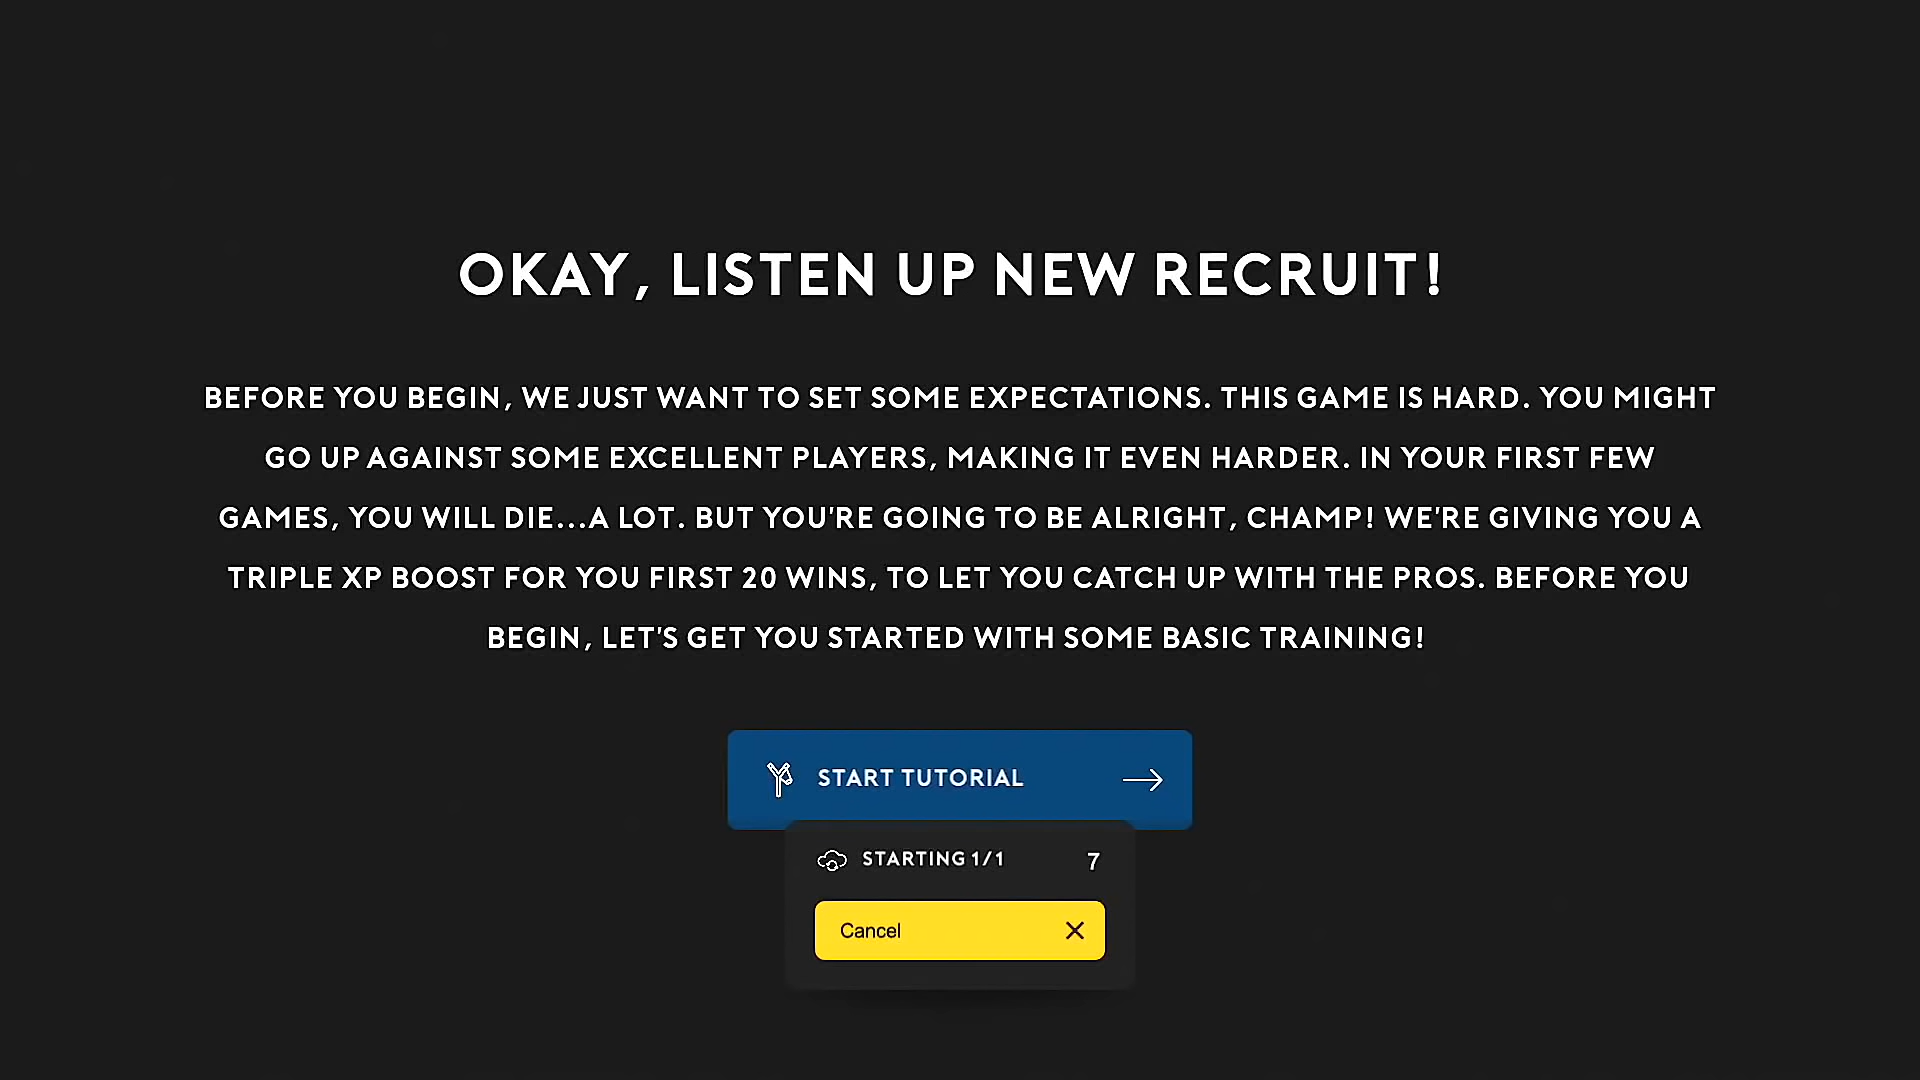 OKAY, LISTEN UP NEW RECRUIT!
BEFORE YOU BEGIN, WE JUST WANT TO SET SOME EXPECTATIONS. THIS GAME IS HARD. YOU MIGHT
GO UP AGAINST SOME EXCELLENT PLAYERS, MAKING IT EVEN HARDER. IN YOUR FIRST FEW
GAMES, YOU WILL DIE...A LOT. BUT YOU'RE GOING TO BE ALRIGHT, CHAMP! WE'RE GIVING YOU A
TRIPLE XP BOOST FOR YOU FIRST 20 WINS, TO LET YOU CATCH UP WITH THE PROS. BEFORE YOU
BEGIN, LET'S GET YOU STARTED WITH SOME BASIC TRAINING!
START TUTORIAL
STARTING 1/1 7
Cancel